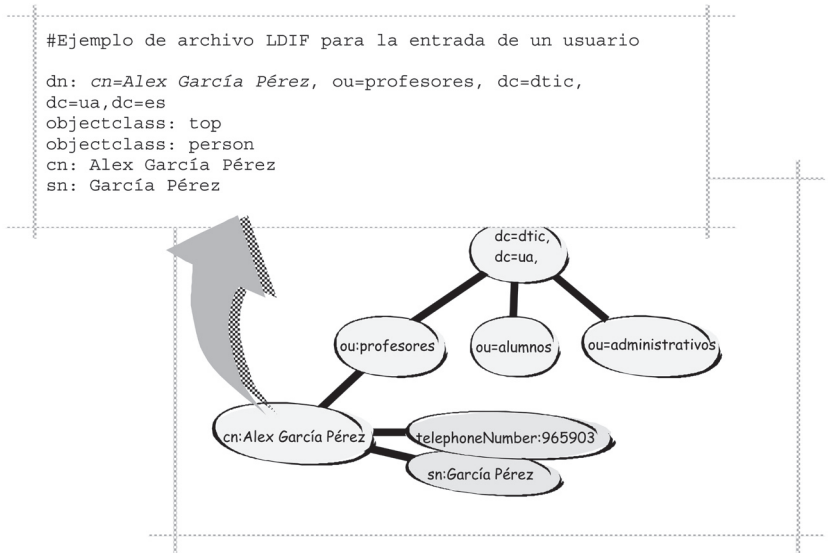 #Ejemplo de archivo LDIF para la entrada de un usuario
dn: cn=Alex García Pérez, ou=profesores, dc=dtic,
dc=ua,dc=es
objectclass: top
objectclass: person
cn: Alex García Pérez
sn: García Pérez
dc=dtic,
dc=ua,
ou:profesores
ou=alumnos
ou=administrativos
cn:Alex García Pérez
telephoneNumber:965903
sn:García Pérez